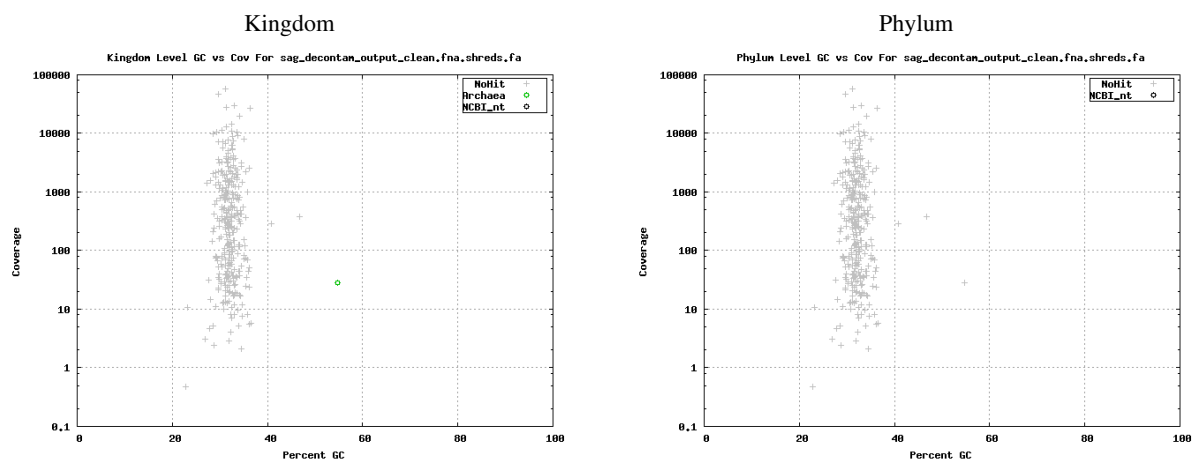 Kingdom
Kingdom Level GC vs Cov For sag_decontam_output_clean.fna.shreds.fa
NoHit
Archaea
NCBI_nt
100000
10000
1000
100
10
1
0.1
Coverage
0
20
40
60
80
100
Percent GC
Phylum
Phylum Level GC vs Cov For sag_decontam_output_clean.fna.shreds.fa
NoHit
NCBI_nt
100000
10000
1000
100
10
1
0.1
Coverage
0
20
40
60
80
100
Percent GC